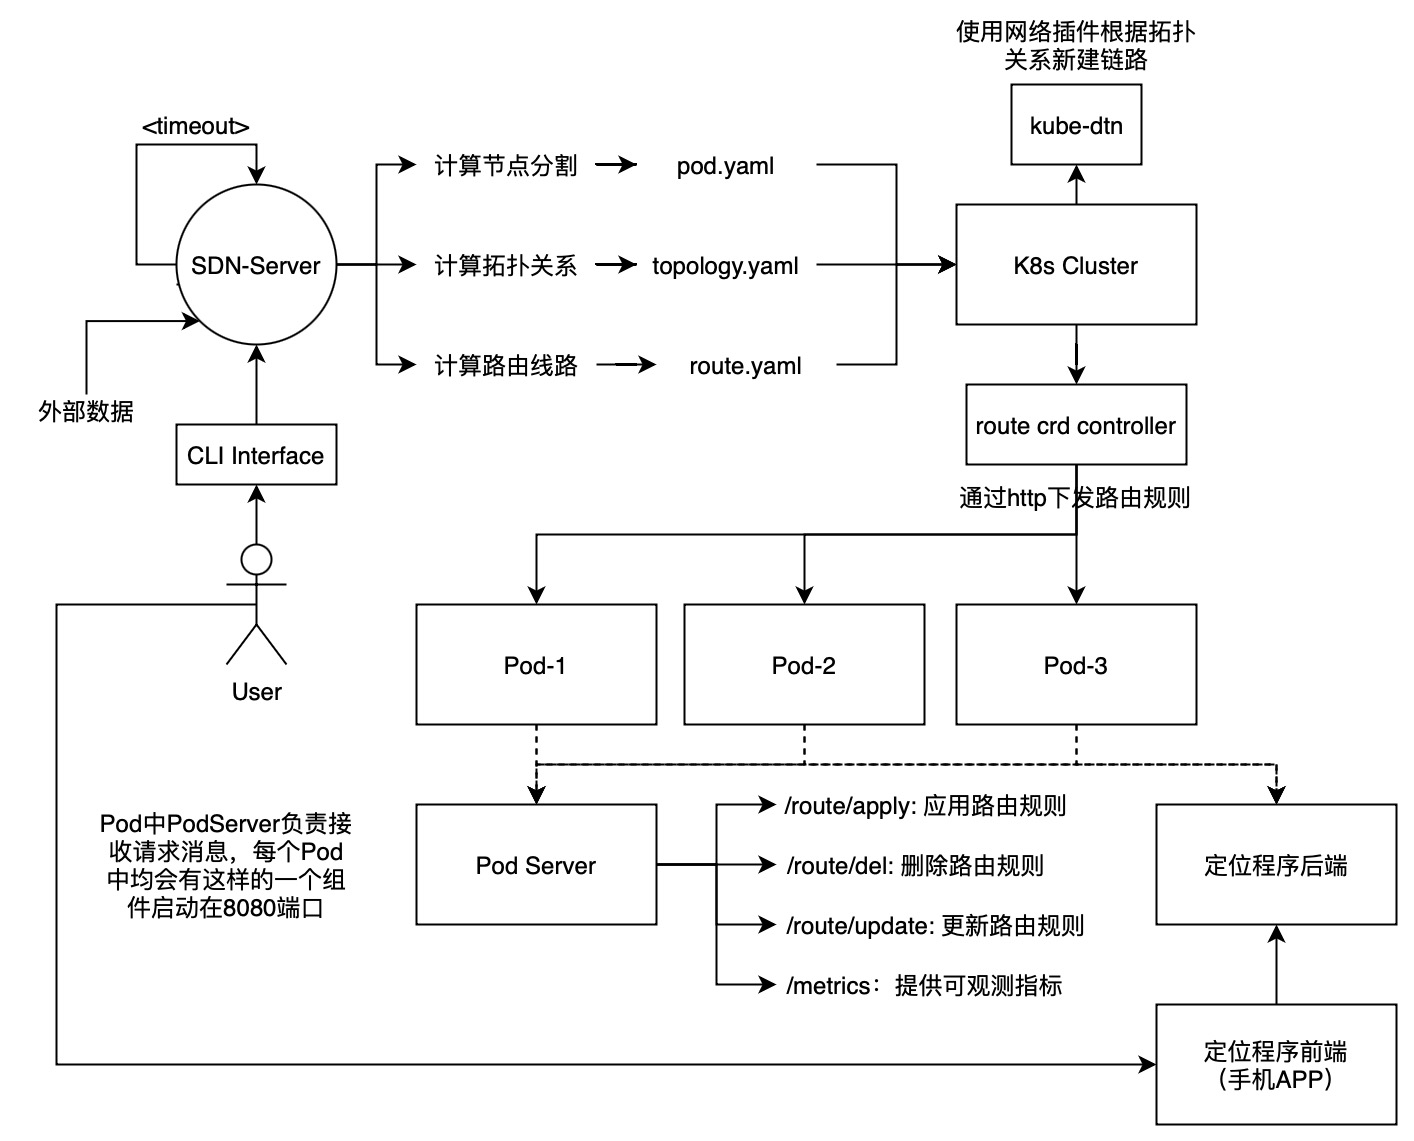 使用网络插件根据拓扑
关系新建链路
kube-dtn
<timeout>
计算节点分割
pod.yaml
SDN-Server
计算拓扑关系
topology.yaml
K8s Cluster
计算路由线路
route.yaml
外部数据
CLI Interface
route crd controller
通过http下发路由规则
User
Pod-1
Pod-2
Pod-3
Pod中PodServer负责接
收请求消息，每个Pod
中均会有这样的一个组
件启动在8080端口
Pod Server
/route/apply: 应用路由规则
/route/del: 删除路由规则
/route/update: 更新路由规则
/metrics：提供可观测指标
定位程序后端
定位程序前端
（手机APP）